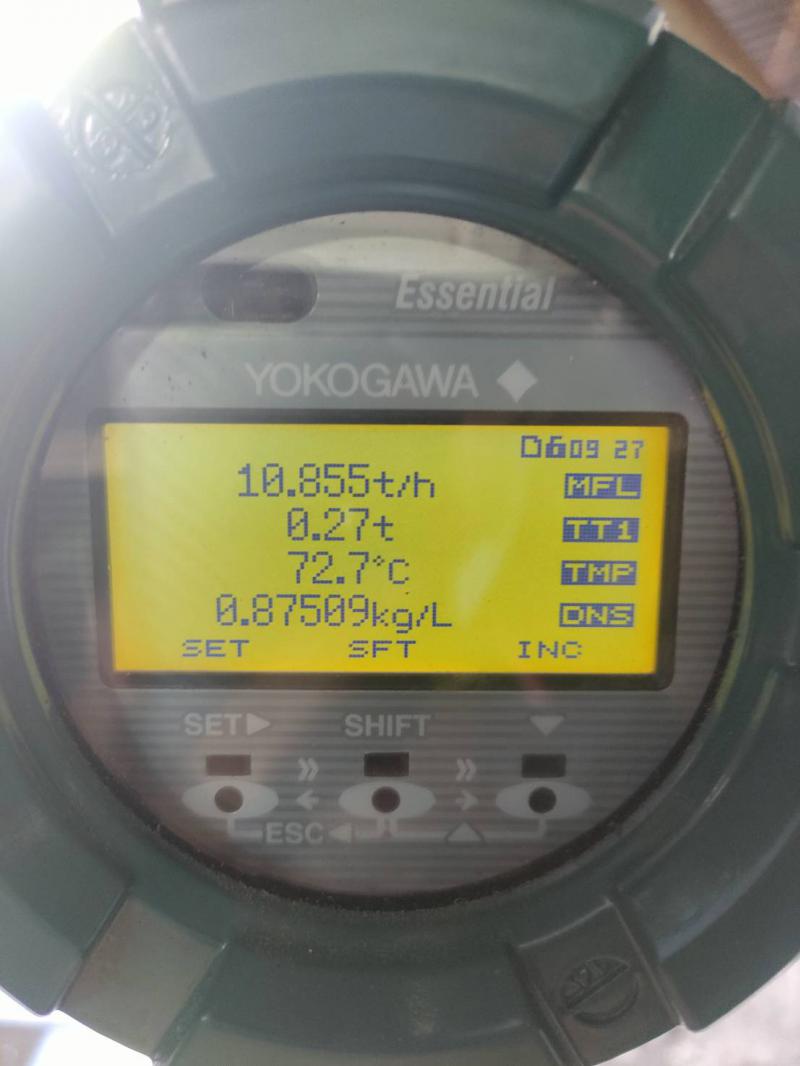 Essential
YOKOGAWA
09 27
10.855t/h MFL
0.27t TT1
72.7°C TMP
0.87509kg/L DNS
SET SFT INC
SET▶ SHIFT ▼
ESC◀ ▲